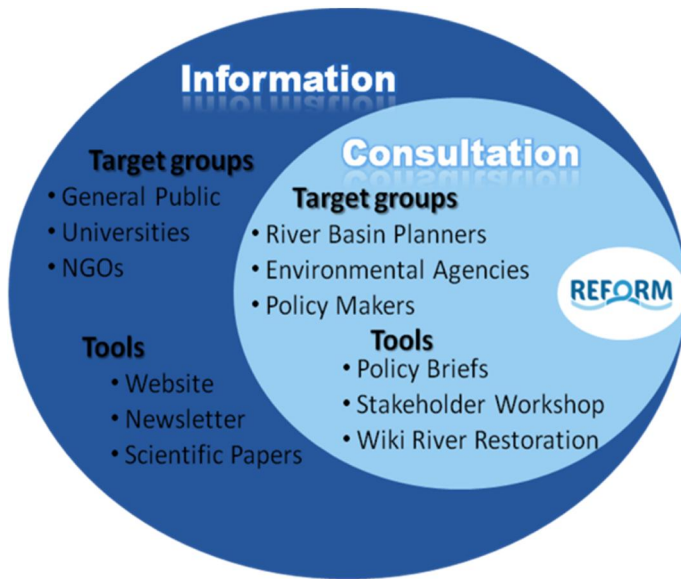 Information
Target groups
• General Public
• Universities
• NGOs
Tools
• Website
• Newsletter
• Scientific Papers
Consultation
Target groups
• River Basin Planners
• Environmental Agencies
• Policy Makers
Tools
• Policy Briefs
• Stakeholder Workshop
• Wiki River Restoration
REFORM